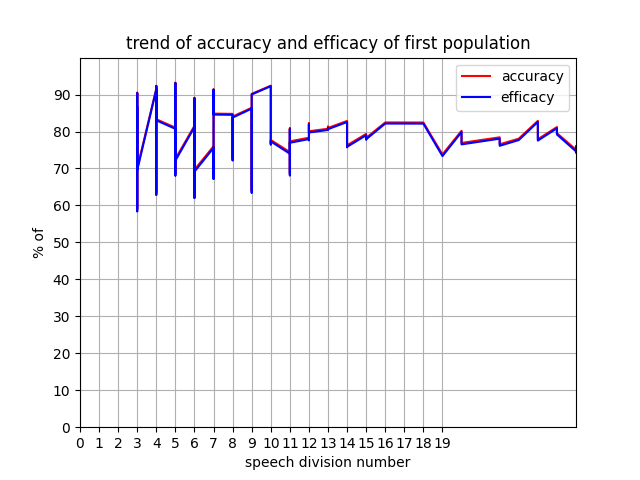 trend of accuracy and efficacy of first population
accuracy
efficacy
% of
90
80
70
60
50
40
30
20
10
0
0 1 2 3 4 5 6 7 8 9 10 11 12 13 14 15 16 17 18 19
speech division number